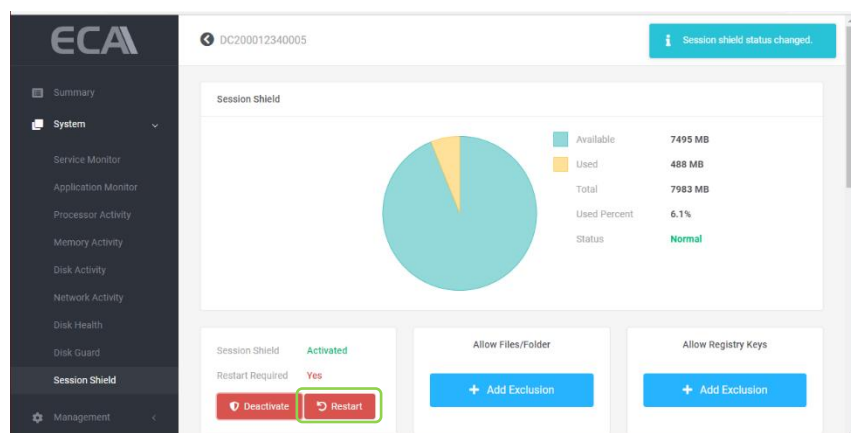 ECA
DC200012340005
Session shield status changed.
Summary
System
Service Monitor
Application Monitor
Processor Activity
Memory Activity
Disk Activity
Network Activity
Disk Health
Disk Guard
Session Shield
Management
Session Shield
Available 7495 MB
Used 488 MB
Total 7983 MB
Used Percent 6.1%
Status Normal
Session Shield Activated
Restart Required Yes
Deactivate Restart
Allow Files/Folder
+ Add Exclusion
Allow Registry Keys
+ Add Exclusion